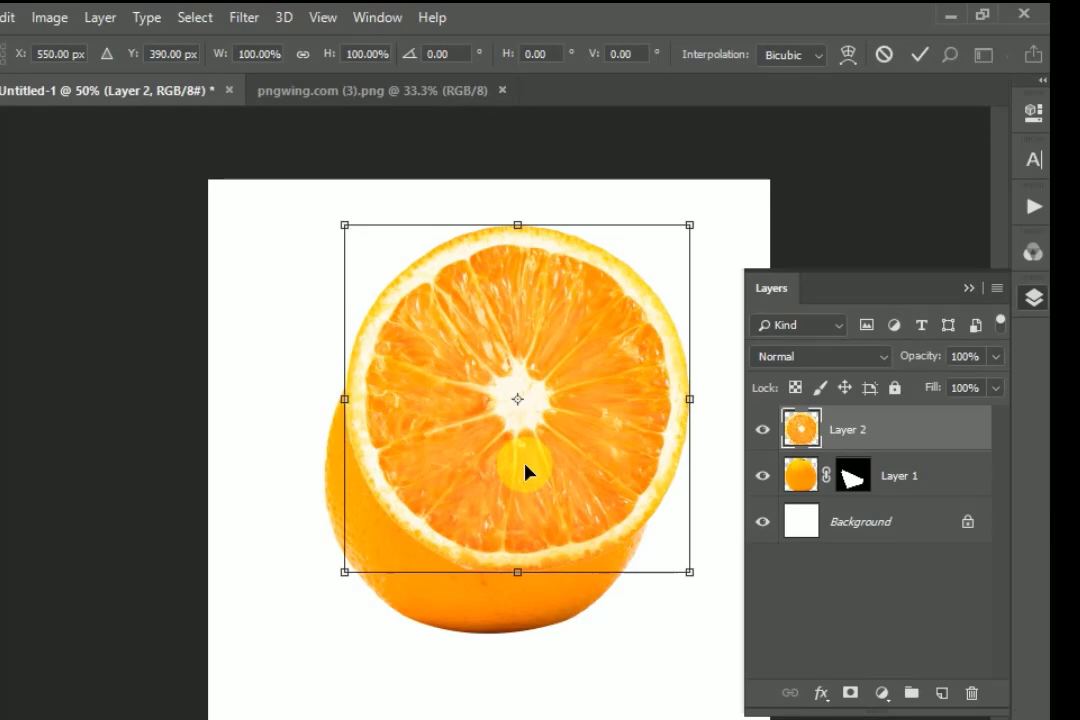 dit Image Layer Type Select Filter 3D View Window Help
X: 550.00 px Y: 390.00 px W: 100.00% H: 100.00% 0.00 ° H: 0.00 ° V: 0.00 ° Interpolation: Bicubic
Untitled-1 @ 50% (Layer 2, RGB/8#) * × pngwing.com (3).png @ 33.3% (RGB/8) ×
A|
Layers
Kind T
Normal Opacity: 100%
Lock: Fill: 100%
Layer 2
Layer 1
Background
fx